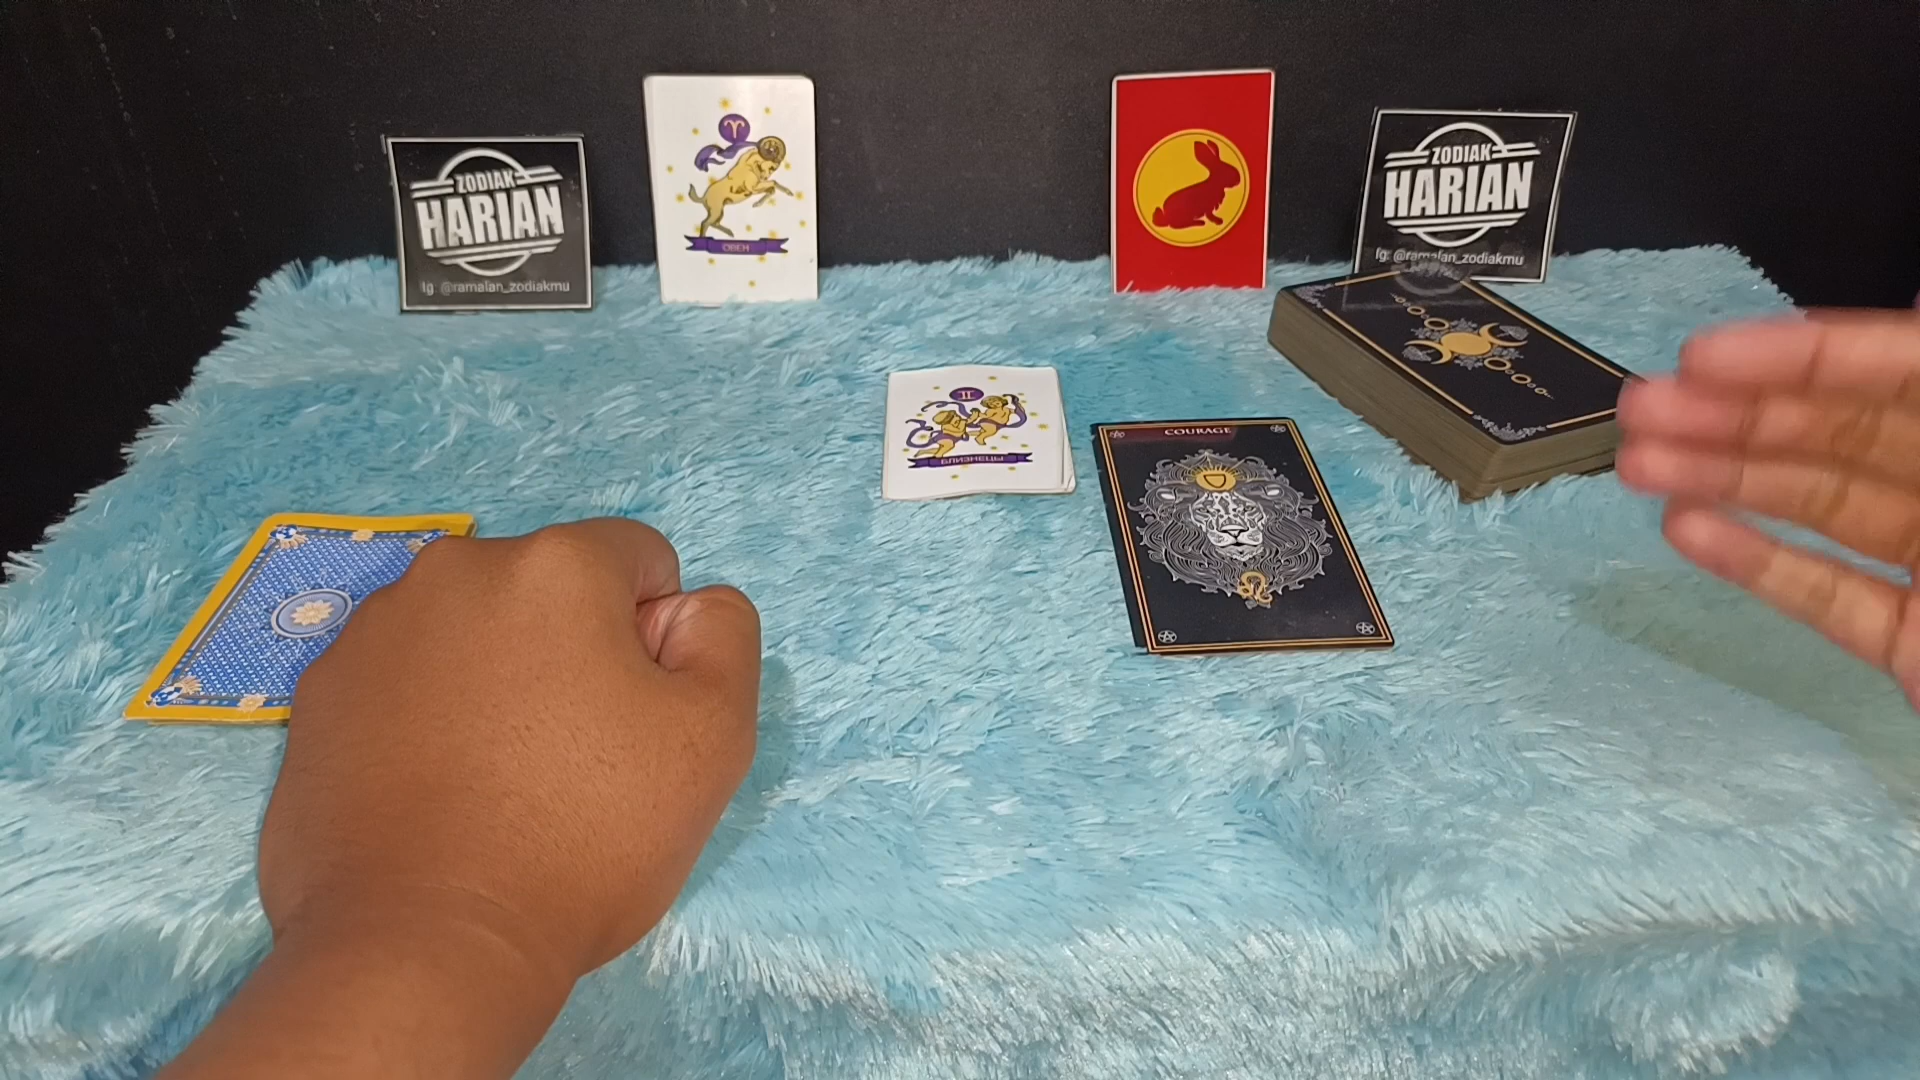 ZODIAK
HARIAN
Ig: @ramalan_zodiakmu
ОВЕН
ZODIAK
HARIAN
Ig: @ramalan_zodiakmu
БЛИЗНЕЦЫ
COURAGE